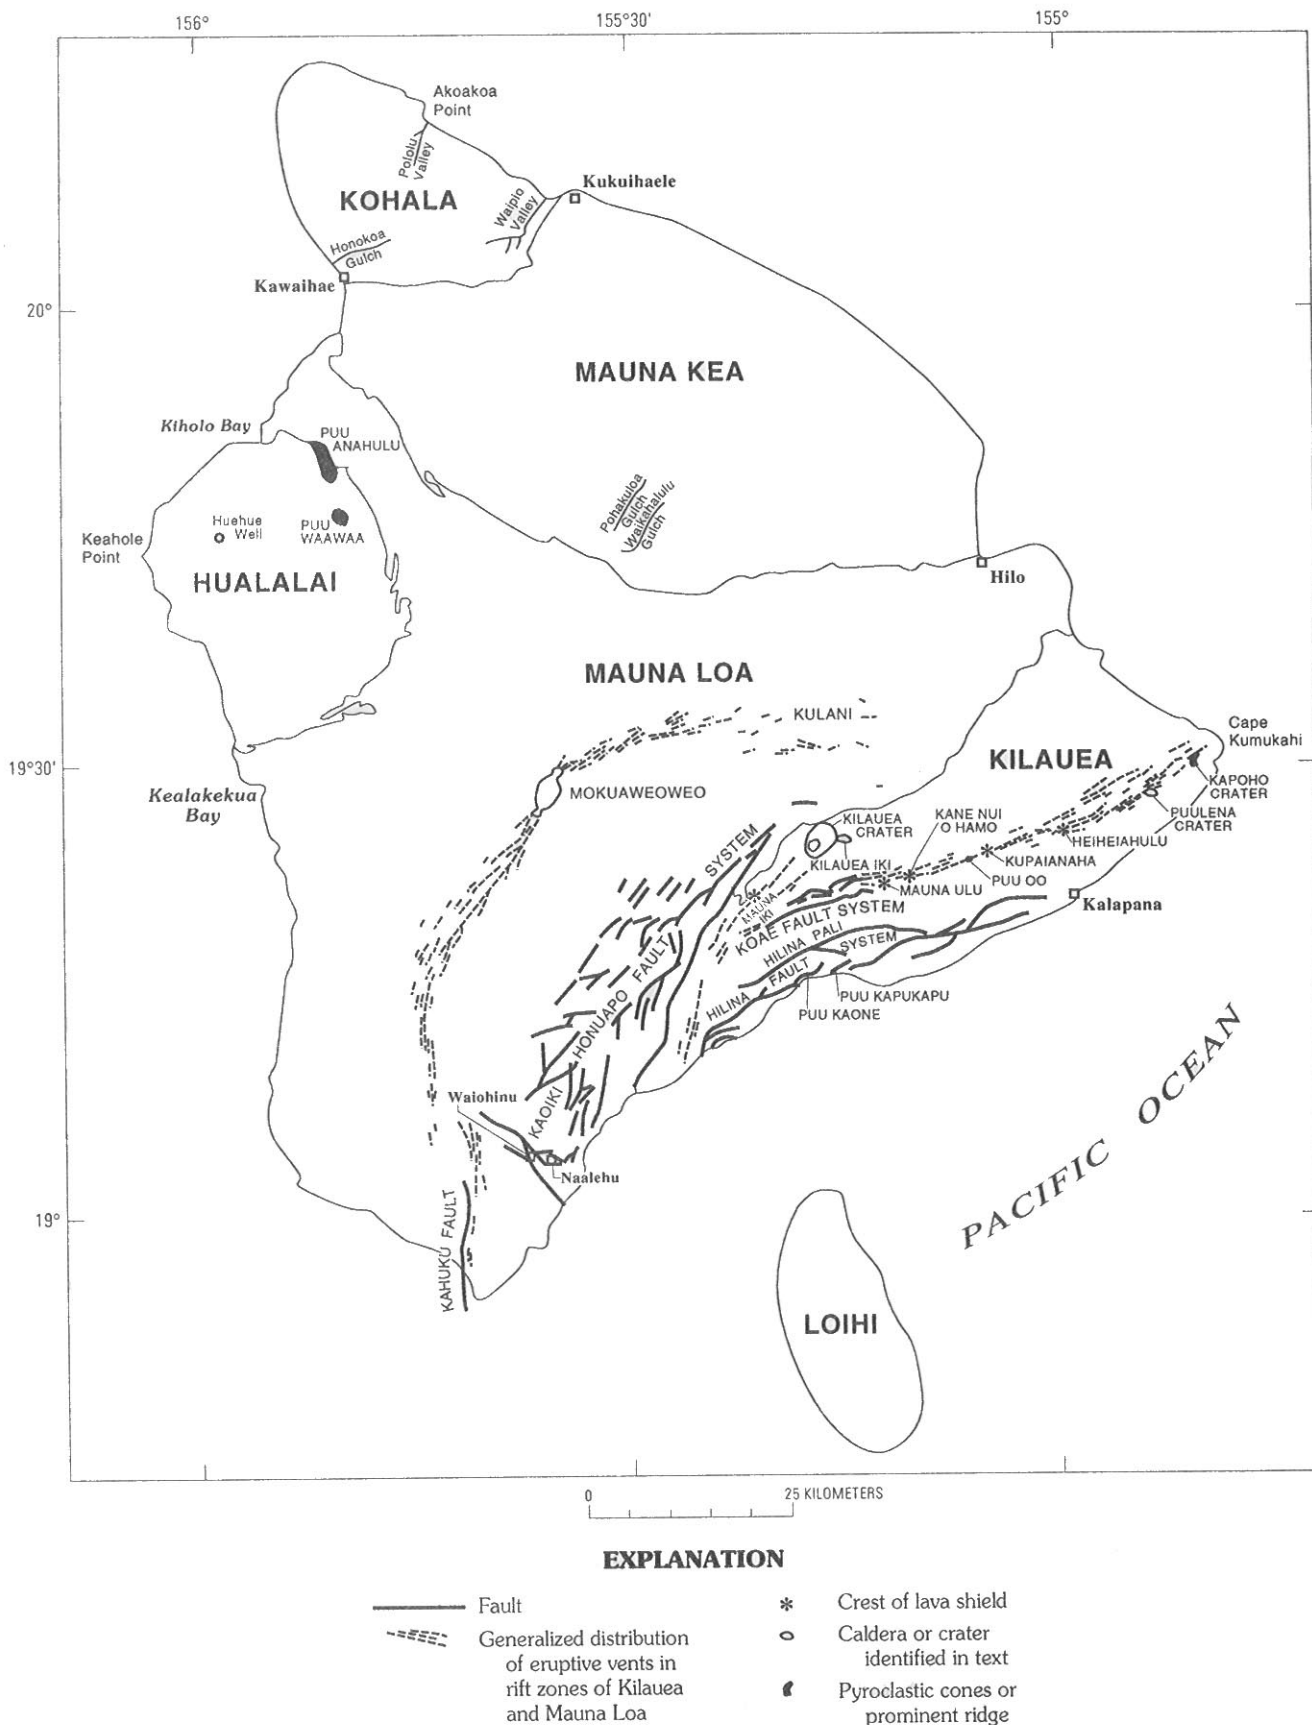 156°
155°30'
155°
Akoakoa
Point
Pololu
Valley
KOHALA
Waipio
Valley
Kukuihaele
Honokoa
Gulch
Kawaihae
20°
MAUNA KEA
Kiholo Bay
PUU
ANAHULU
Pohakuloa
Gulch
Waikahalulu
Gulch
Keahole
Point
Huehue
Well
PUU
WAAWAA
HUALALAI
Hilo
MAUNA LOA
KULANI
Cape
Kumukahi
19°30'
KILAUEA
Kealakekua
Bay
MOKUAWEOWEO
KAPOHO
CRATER
PUULENA
CRATER
KANE NUI
O HAMO
KILAUEA
CRATER
HEIHEIAHULU
KILAUEA IKI
KUPAIANAHA
PUU OO
MAUNA ULU
Kalapana
MAUNA
IKI
KOAE FAULT SYSTEM
HILINA PALI
SYSTEM
HILINA FAULT
PUU KAPUKAPU
PUU KAONE
KAOIKI HONUAPO FAULT SYSTEM
Waiohinu
Naalehu
KAHUKU FAULT
19°
PACIFIC OCEAN
LOIHI
0 25 KILOMETERS
EXPLANATION
Fault
Generalized distribution
of eruptive vents in
rift zones of Kilauea
and Mauna Loa
Crest of lava shield
Caldera or crater
identified in text
Pyroclastic cones or
prominent ridge